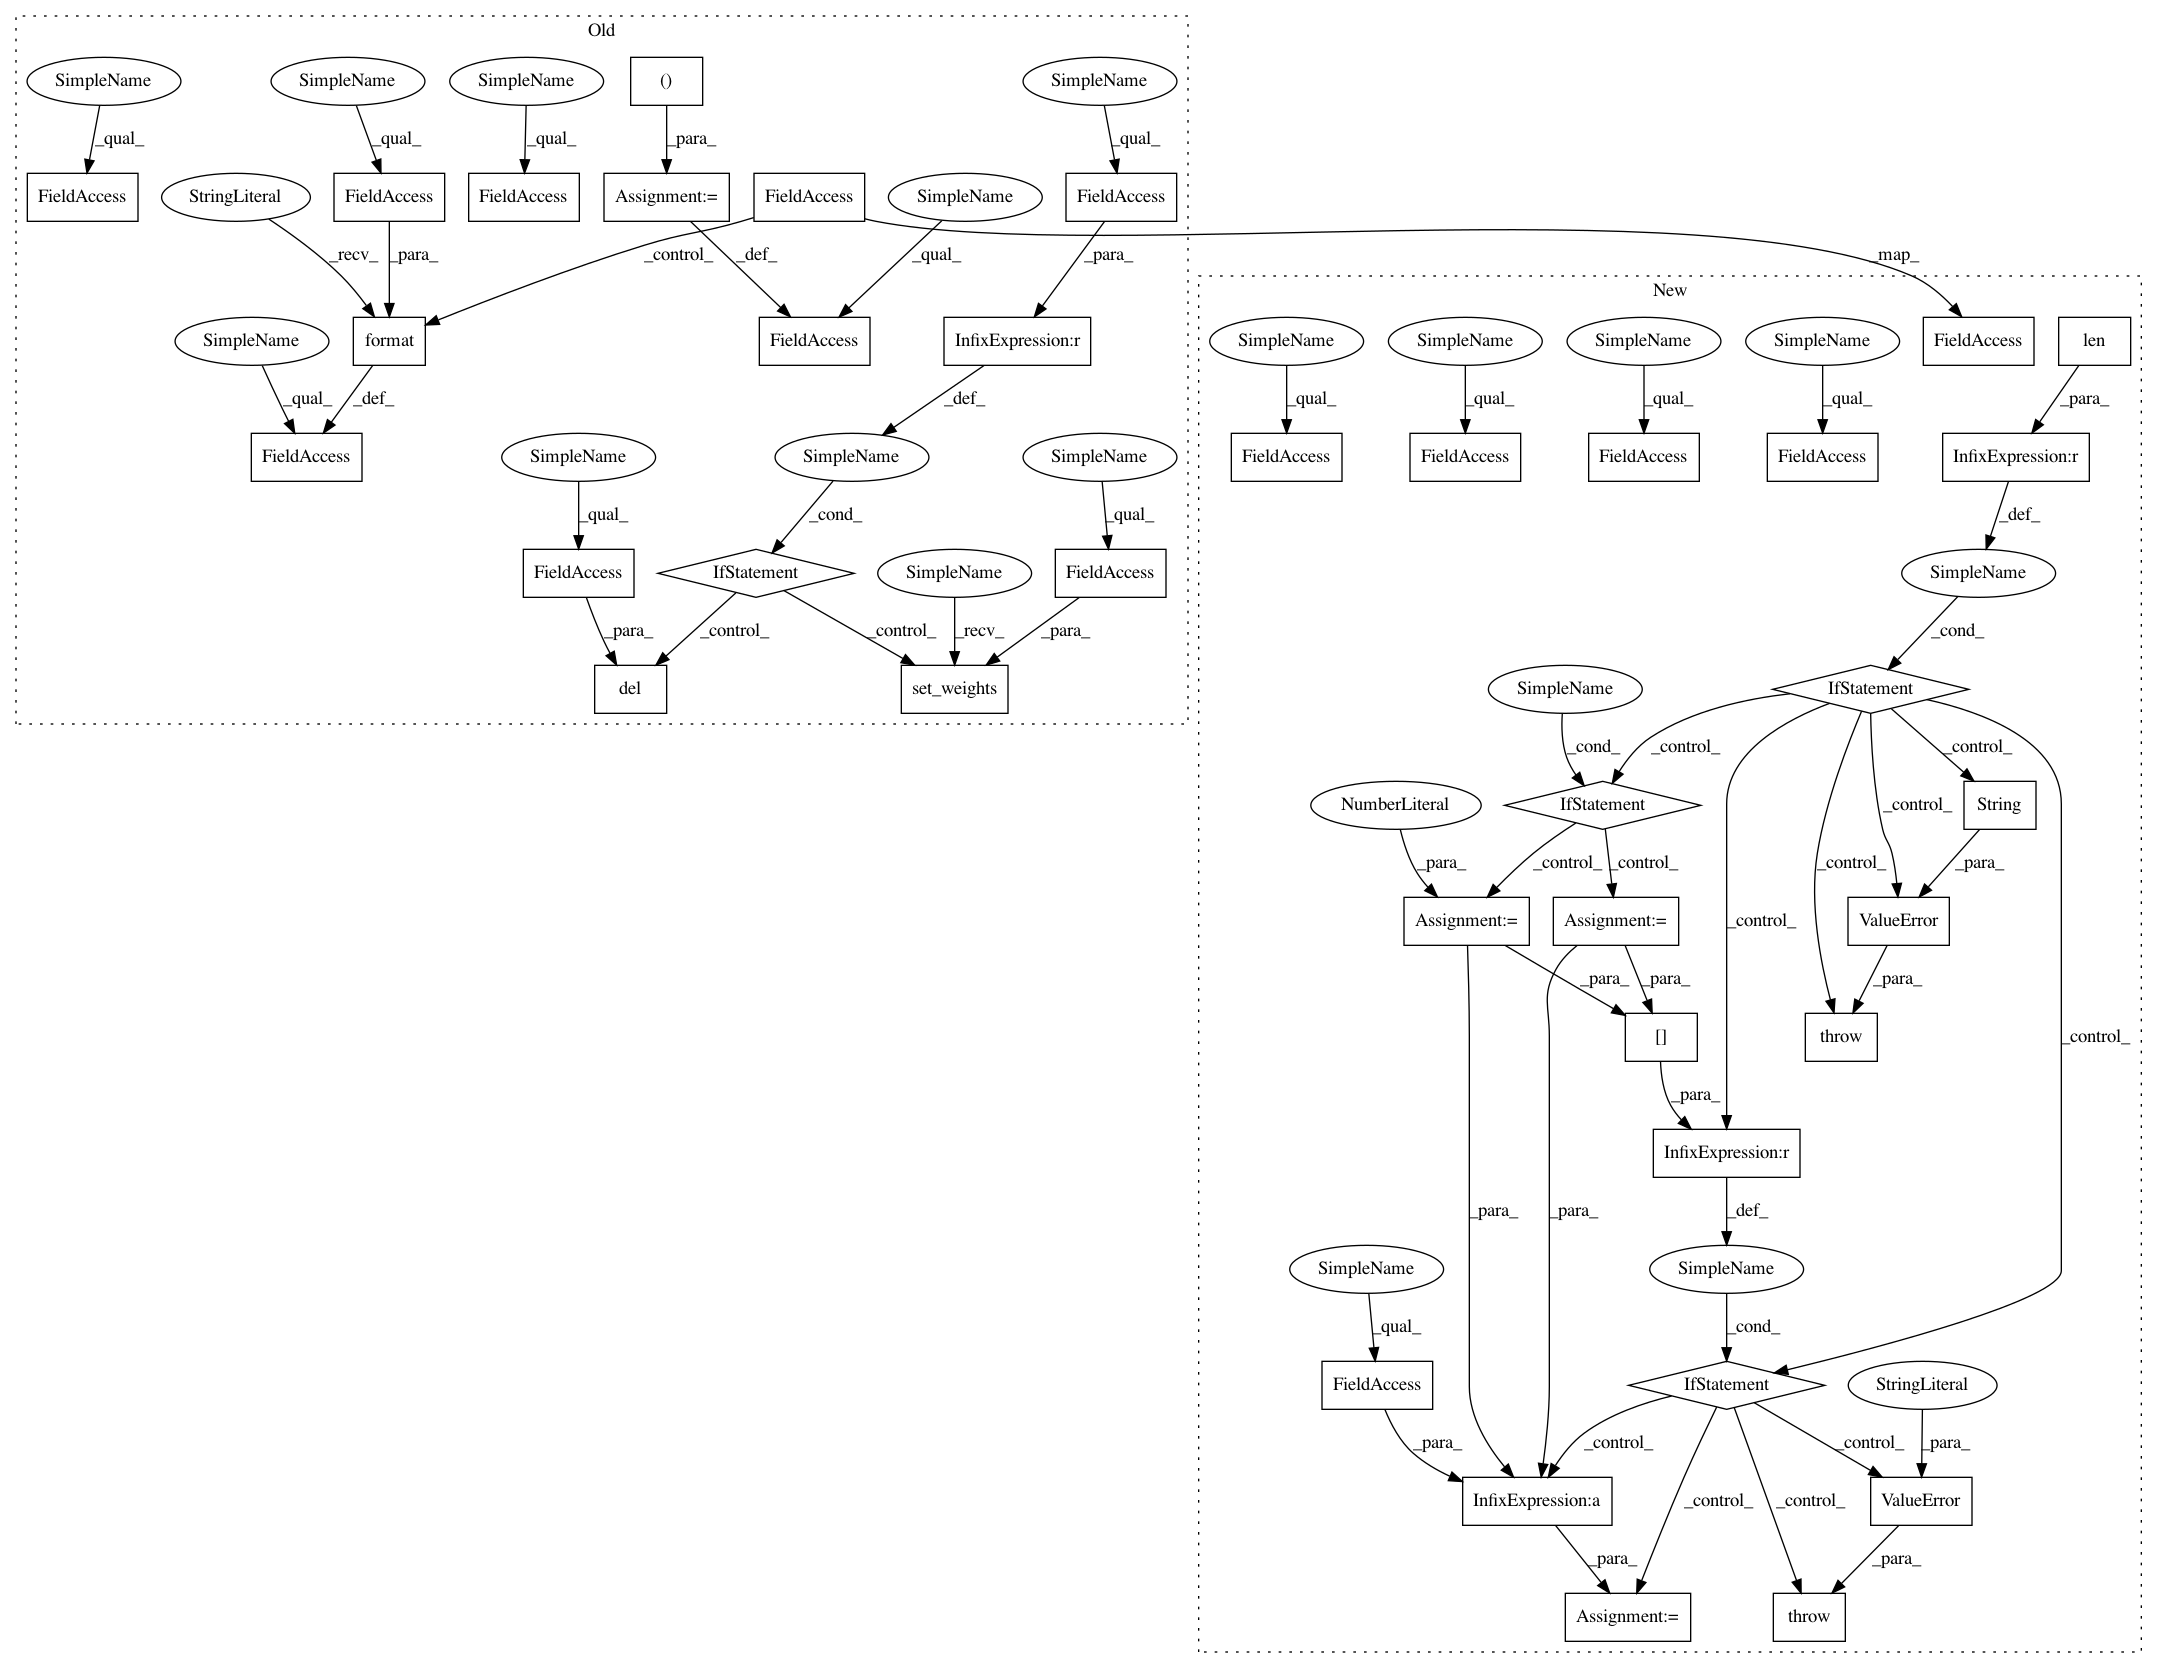 Old
SimpleName
SimpleName
SimpleName
()
SimpleName
_qual_
_qual_
_qual_
_para_
_qual_
FieldAccess
StringLiteral
FieldAccess
FieldAccess
Assignment:=
FieldAccess
SimpleName
FieldAccess
_recv_
_para_
_control_
_def_
_qual_
_para_
_map_
New
SimpleName
format
FieldAccess
InfixExpression:r
SimpleName
SimpleName
SimpleName
SimpleName
FieldAccess
len
_qual_
_def_
_def_
_qual_
_qual_
_qual_
_qual_
_para_
FieldAccess
SimpleName
SimpleName
SimpleName
FieldAccess
FieldAccess
FieldAccess
FieldAccess
InfixExpression:r
_qual_
_cond_
_qual_
_def_
FieldAccess
IfStatement
SimpleName
FieldAccess
SimpleName
_para_
_control_
_control_
_recv_
_para_
_cond_
del
set_weights
SimpleName
IfStatement
_cond_
_control_
_control_
NumberLiteral
IfStatement
_control_
String
_para_
_control_
_control_
_control_
_para_
Assignment:=
Assignment:=
_control_
ValueError
_para_
_para_
_para_
[]
throw
_control_
_para_
InfixExpression:r
_para_
_para_
_def_
SimpleName
SimpleName
_qual_
_cond_
FieldAccess
IfStatement
StringLiteral
_para_
_control_
_control_
_para_
InfixExpression:a
_control_
_control_
ValueError
_para_
_para_
Assignment:=
throw